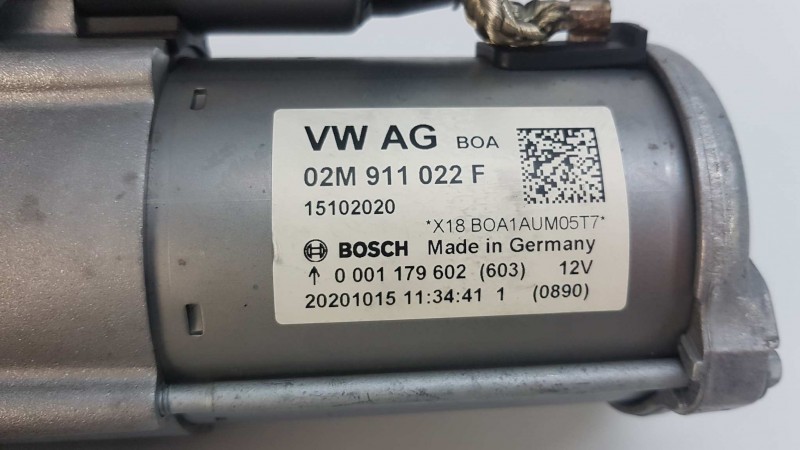 VW AG BOA
02M 911 022 F
15102020
*X18 BOA1AUM05T7*
BOSCH Made in Germany
↑ 0 001 179 602 (603) 12V
20201015 11:34:41 1 (0890)